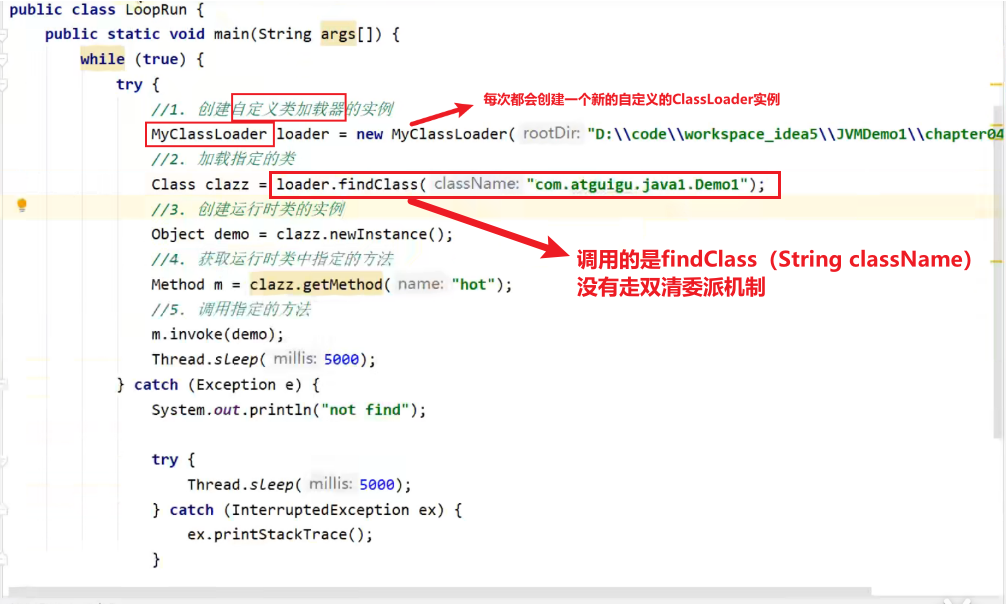 public class LoopRun {
public static void main(String args[]) {
while (true) {
try {
//1. 创建自定义类加载器的实例
每次都会创建一个新的自定义的ClassLoader实例
MyClassLoader loader = new MyClassLoader( rootDir: "D:\\code\\workspace_idea5\\JVMDemo1\\chapter04
//2. 加载指定的类
Class clazz = loader.findClass( className: "com.atguigu.java1.Demo1");
//3. 创建运行时类的实例
Object demo = clazz.newInstance();
//4. 获取运行时类中指定的方法
调用的是findClass（String className）
没有走双清委派机制
Method m = clazz.getMethod( name: "hot");
//5. 调用指定的方法
m.invoke(demo);
Thread.sleep( millis: 5000);
} catch (Exception e) {
System.out.println("not find");
try {
Thread.sleep( millis: 5000);
} catch (InterruptedException ex) {
ex.printStackTrace();
}